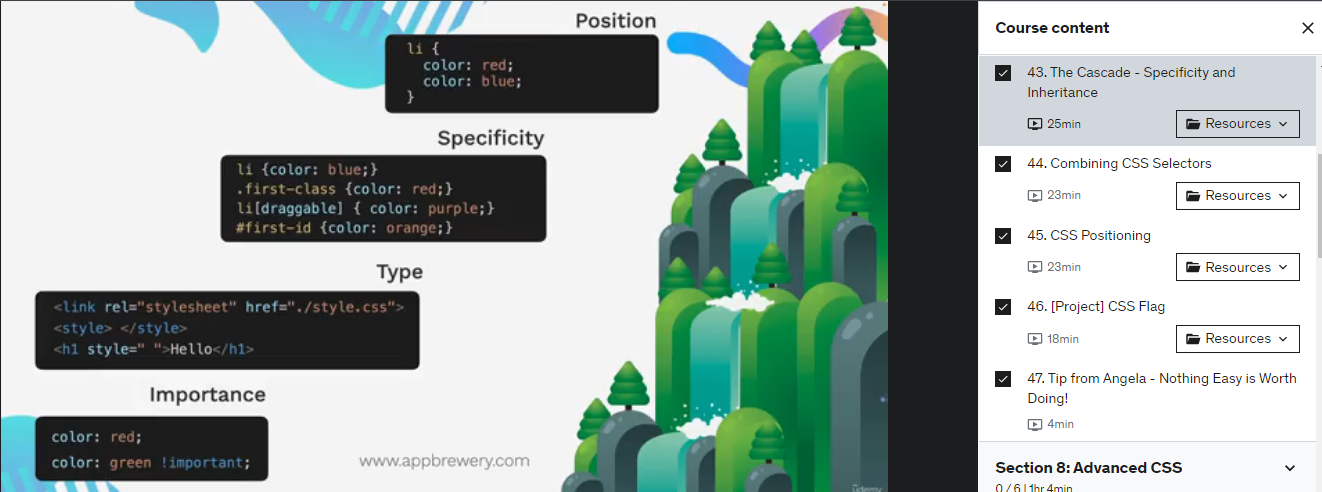 Position
li {
color: red;
color: blue;
}
Specificity
li {color: blue;}
.first-class {color: red;}
li[draggable] { color: purple;}
#first-id {color: orange;}
Type
<link rel="stylesheet" href="./style.css">
<style> </style>
<h1 style=" ">Hello</h1>
Importance
color: red;
color: green !important;
www.appbrewery.com
ûdemy
Course content
43. The Cascade - Specificity and
Inheritance
25min
Resources
44. Combining CSS Selectors
23min
Resources
45. CSS Positioning
23min
Resources
46. [Project] CSS Flag
18min
Resources
47. Tip from Angela - Nothing Easy is Worth
Doing!
4min
Section 8: Advanced CSS
0 / 6 | 1hr 4min